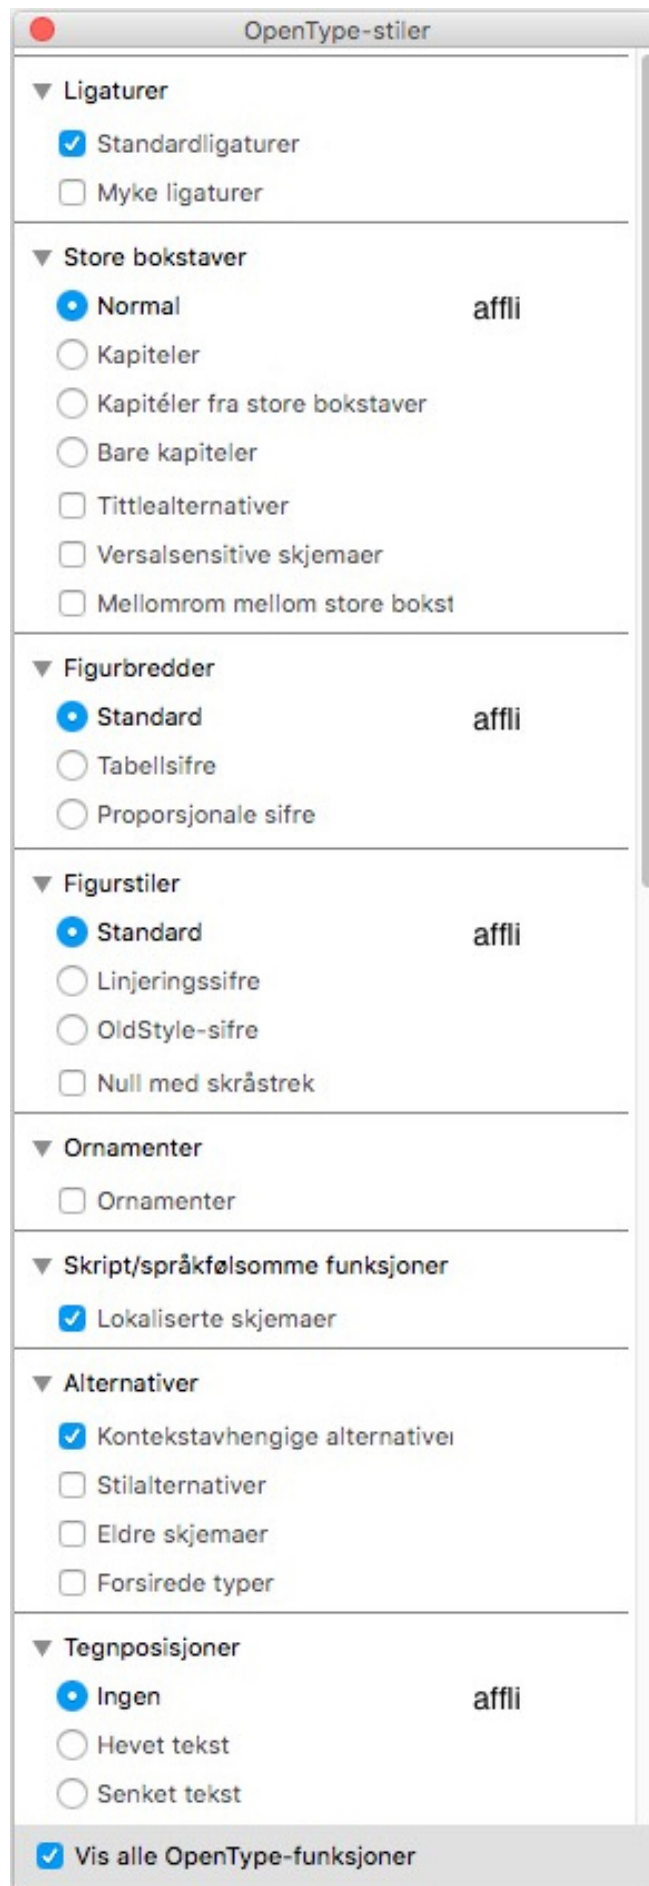 OpenType-stiler
Ligaturer
Standardligaturer
Myke ligaturer
Store bokstaver
Normal affli
Kapiteler
Kapitéler fra store bokstaver
Bare kapiteler
Tittlealternativer
Versalsensitive skjemaer
Mellomrom mellom store bokst
Figurbredder
Standard affli
Tabellsifre
Proporsjonale sifre
Figurstiler
Standard affli
Linjeringssifre
OldStyle-sifre
Null med skråstrek
Ornamenter
Ornamenter
Skript/språkfølsomme funksjoner
Lokaliserte skjemaer
Alternativer
Kontekstavhengige alternativer
Stilalternativer
Eldre skjemaer
Forsirede typer
Tegnposisjoner
Ingen affli
Hevet tekst
Senket tekst
Vis alle OpenType-funksjoner